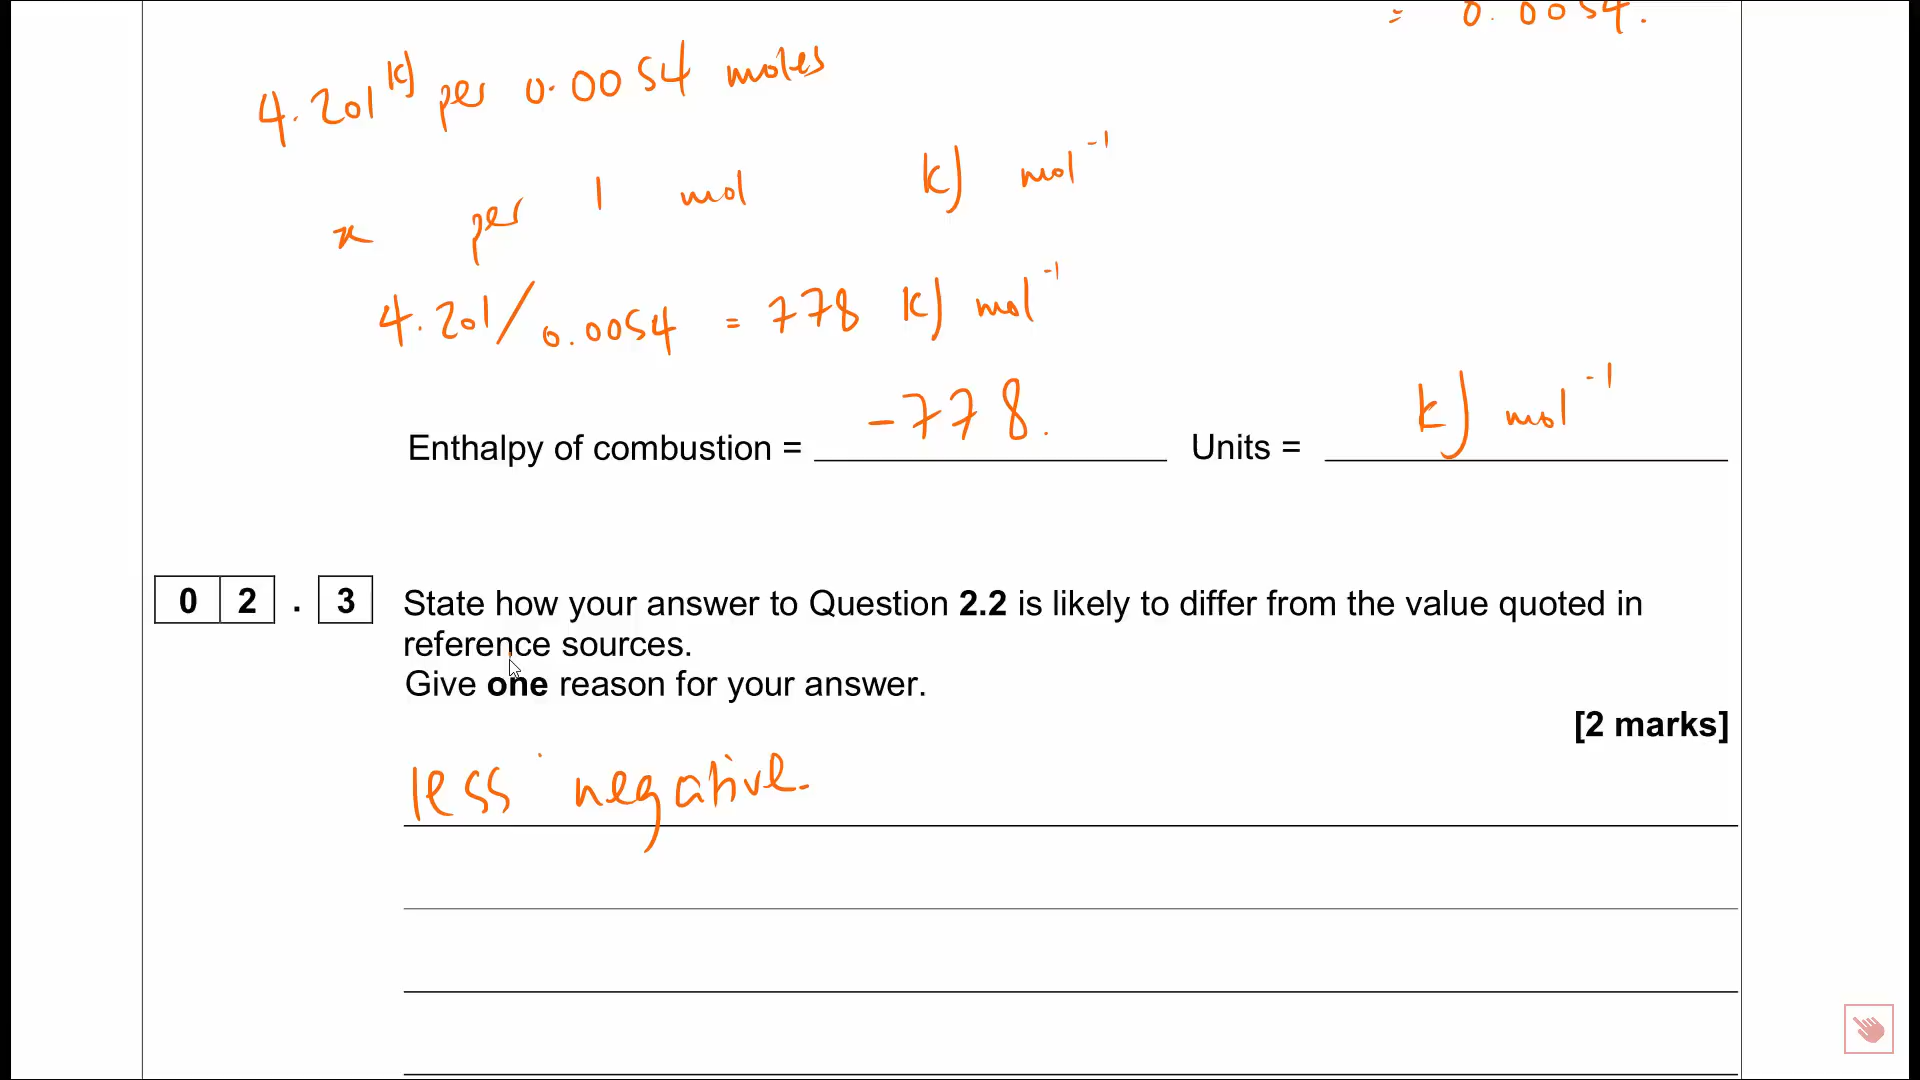 = 0.0054.
4.201 kJ per 0.0054 moles
x per 1 mol kJ mol⁻¹
4.201/0.0054 = 778 kJ mol⁻¹
Enthalpy of combustion = -778. Units = kJ mol⁻¹
0 2 . 3 State how your answer to Question 2.2 is likely to differ from the value quoted in
reference sources.
Give one reason for your answer.
[2 marks]
less negative.